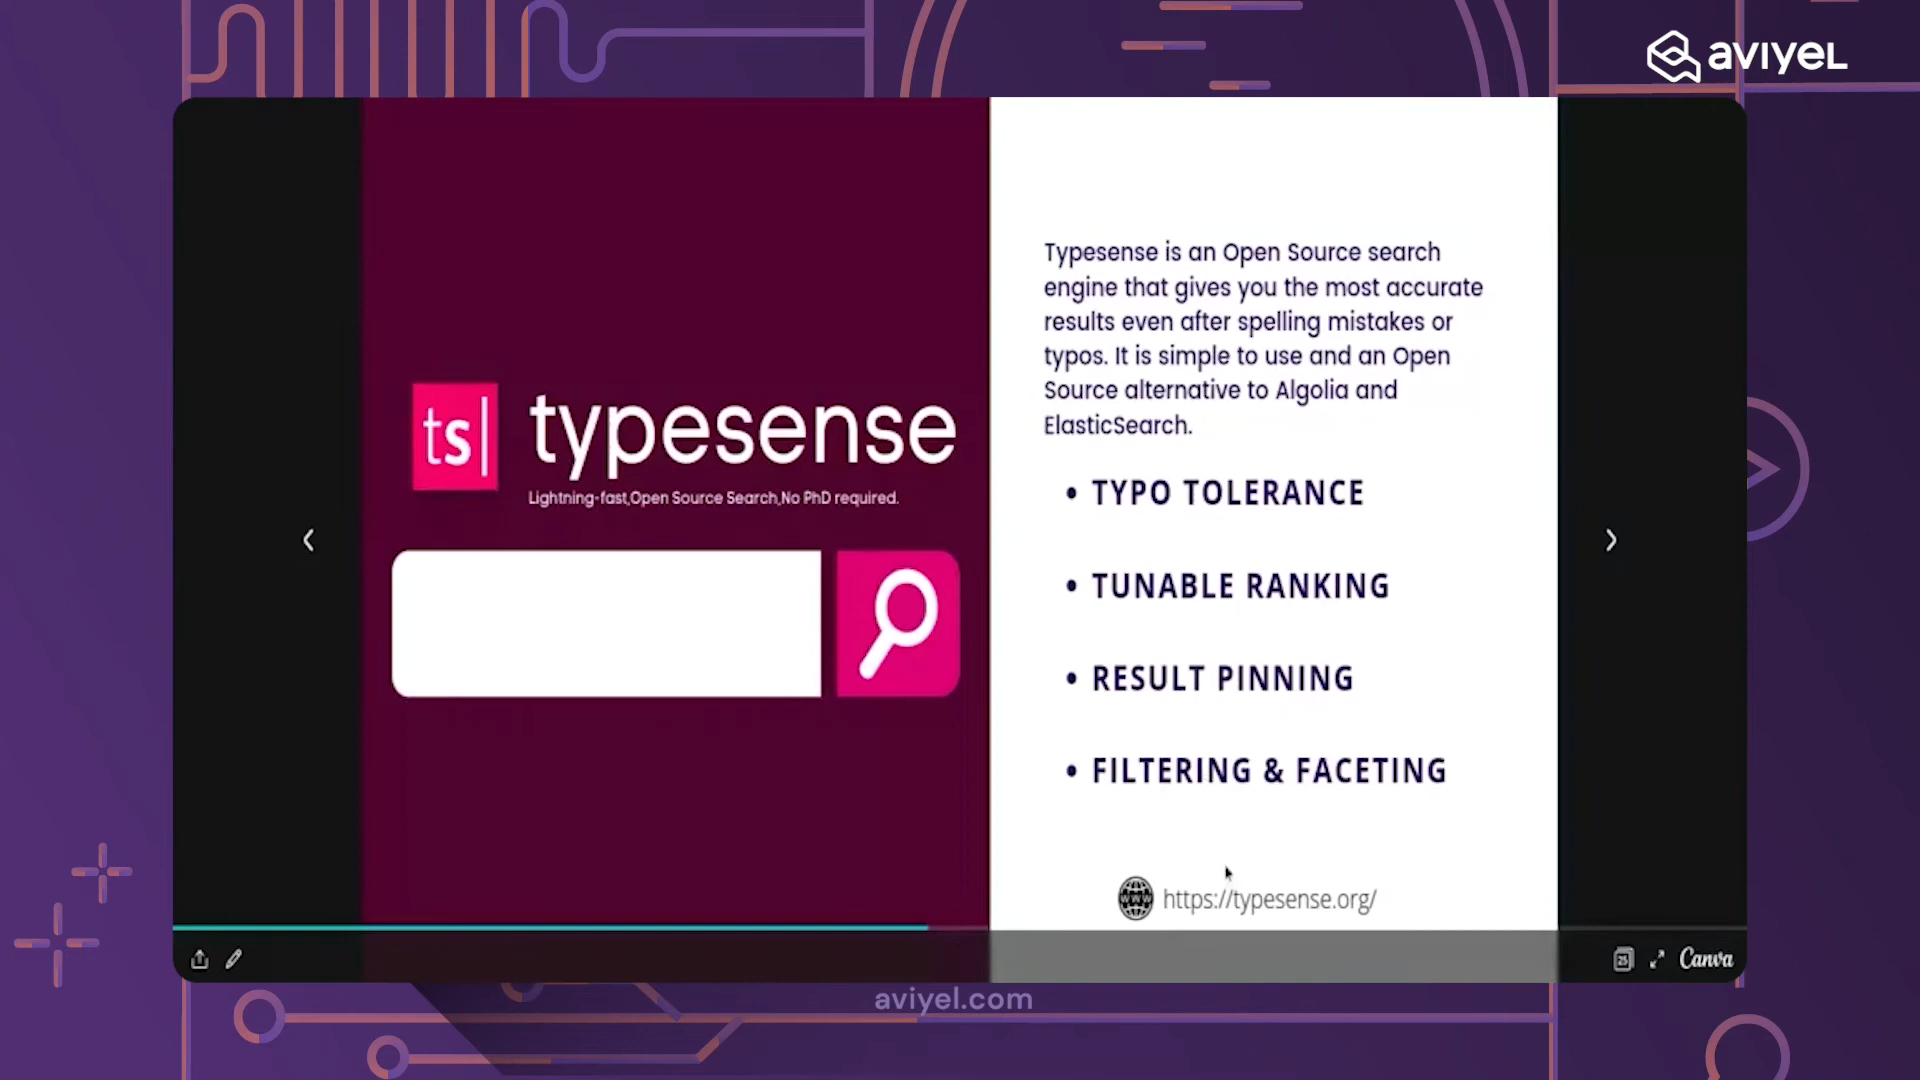 aviyel
ts|
typesense
Lightning-fast,Open Source Search,No PhD required.
Typesense is an Open Source search
engine that gives you the most accurate
results even after spelling mistakes or
typos. It is simple to use and an Open
Source alternative to Algolia and
ElasticSearch.
• TYPO TOLERANCE
• TUNABLE RANKING
• RESULT PINNING
• FILTERING & FACETING
www
https://typesense.org/
25
Canva
aviyel.com